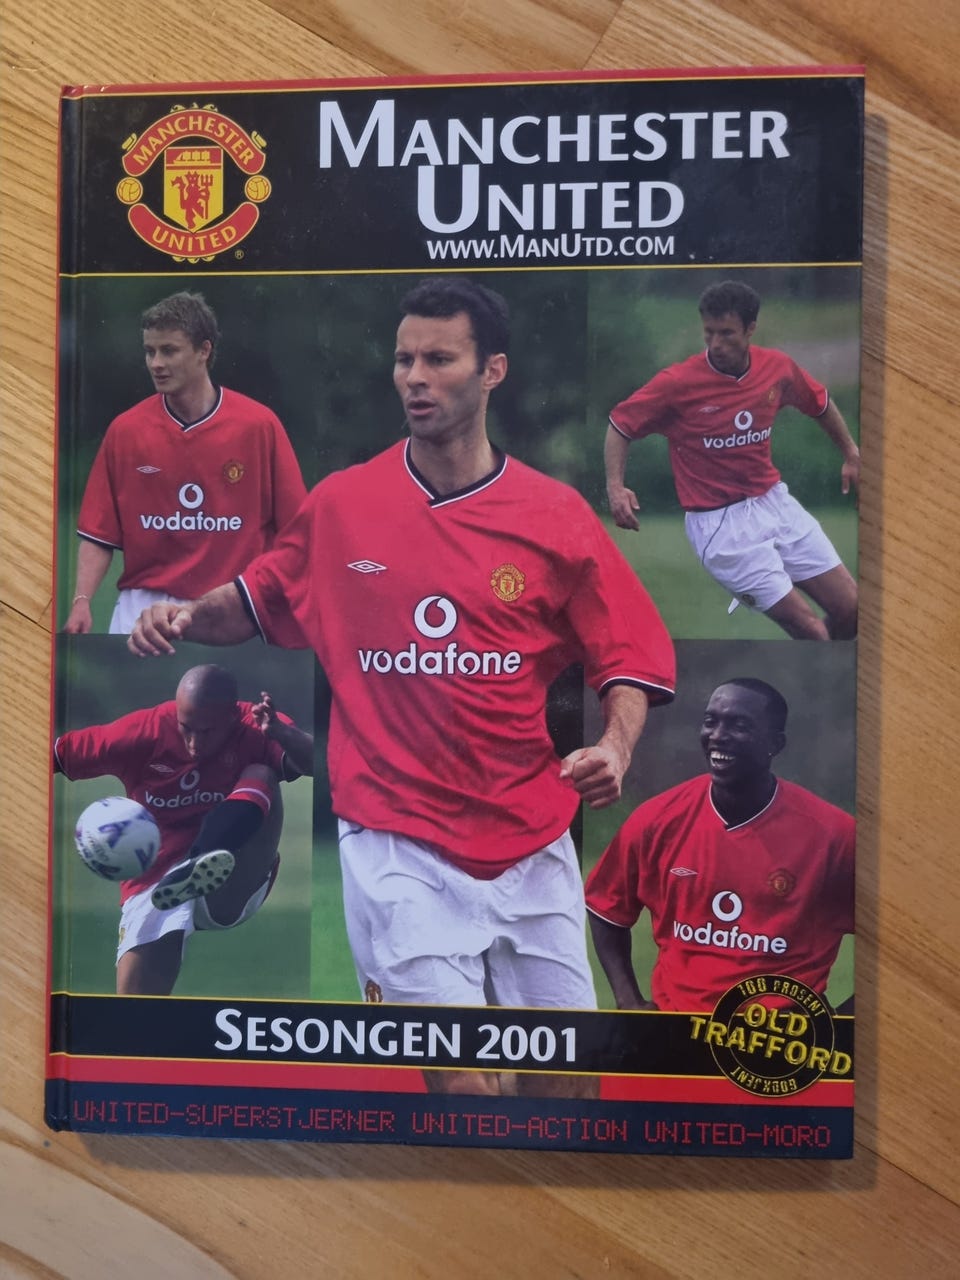 MANCHESTER
UNITED
®
MANCHESTER
UNITED
WWW.MANUTD.COM
vodafone
vodafone
vodafone
vodafon
vodafone
SESONGEN 2001
100 PROSENT
OLD
TRAFFORD
GODKJENT
UNITED-SUPERSTJERNER UNITED-ACTION UNITED-MORO